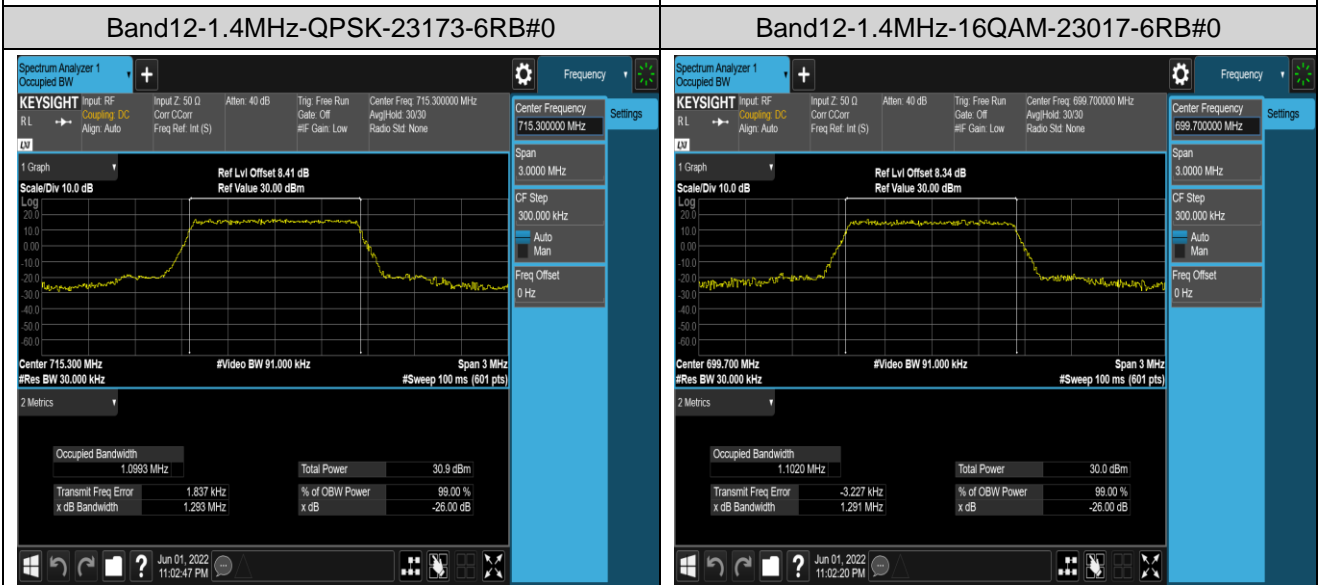 Band12-1.4MHz-QPSK-23173-6RB#0
Spectrum Analyzer 1
Occupied BW
+
Frequency
KEYSIGHT Input: RF Input Z: 50 Ω Atten: 40 dB Trig: Free Run Center Freq: 715.300000 MHz
RL Coupling: DC Corr CCorr Gate: Off Avg|Hold: 30/30
Align: Auto Freq Ref: Int (S) #IF Gain: Low Radio Std: None
LXI
Center Frequency
715.300000 MHz
Settings
Span
3.0000 MHz
CF Step
300.000 kHz
Auto
Man
Freq Offset
0 Hz
1 Graph
Ref Lvl Offset 8.41 dB
Scale/Div 10.0 dB Ref Value 30.00 dBm
Log
20.0
10.0
0.00
-10.0
-20.0
-30.0
-40.0
-50.0
-60.0
Center 715.300 MHz #Video BW 91.000 kHz Span 3 MHz
#Res BW 30.000 kHz #Sweep 100 ms (601 pts)
2 Metrics
Occupied Bandwidth
1.0993 MHz Total Power 30.9 dBm
Transmit Freq Error 1.837 kHz % of OBW Power 99.00 %
x dB Bandwidth 1.293 MHz x dB -26.00 dB
? Jun 01, 2022
11:02:47 PM
Band12-1.4MHz-16QAM-23017-6RB#0
Spectrum Analyzer 1
Occupied BW
+
Frequency
KEYSIGHT Input: RF Input Z: 50 Ω Atten: 40 dB Trig: Free Run Center Freq: 699.700000 MHz
RL Coupling: DC Corr CCorr Gate: Off Avg|Hold: 30/30
Align: Auto Freq Ref: Int (S) #IF Gain: Low Radio Std: None
LXI
Center Frequency
699.700000 MHz
Settings
Span
3.0000 MHz
CF Step
300.000 kHz
Auto
Man
Freq Offset
0 Hz
1 Graph
Ref Lvl Offset 8.34 dB
Scale/Div 10.0 dB Ref Value 30.00 dBm
Log
20.0
10.0
0.00
-10.0
-20.0
-30.0
-40.0
-50.0
-60.0
Center 699.700 MHz #Video BW 91.000 kHz Span 3 MHz
#Res BW 30.000 kHz #Sweep 100 ms (601 pts)
2 Metrics
Occupied Bandwidth
1.1020 MHz Total Power 30.0 dBm
Transmit Freq Error -3.227 kHz % of OBW Power 99.00 %
x dB Bandwidth 1.291 MHz x dB -26.00 dB
? Jun 01, 2022
11:02:20 PM